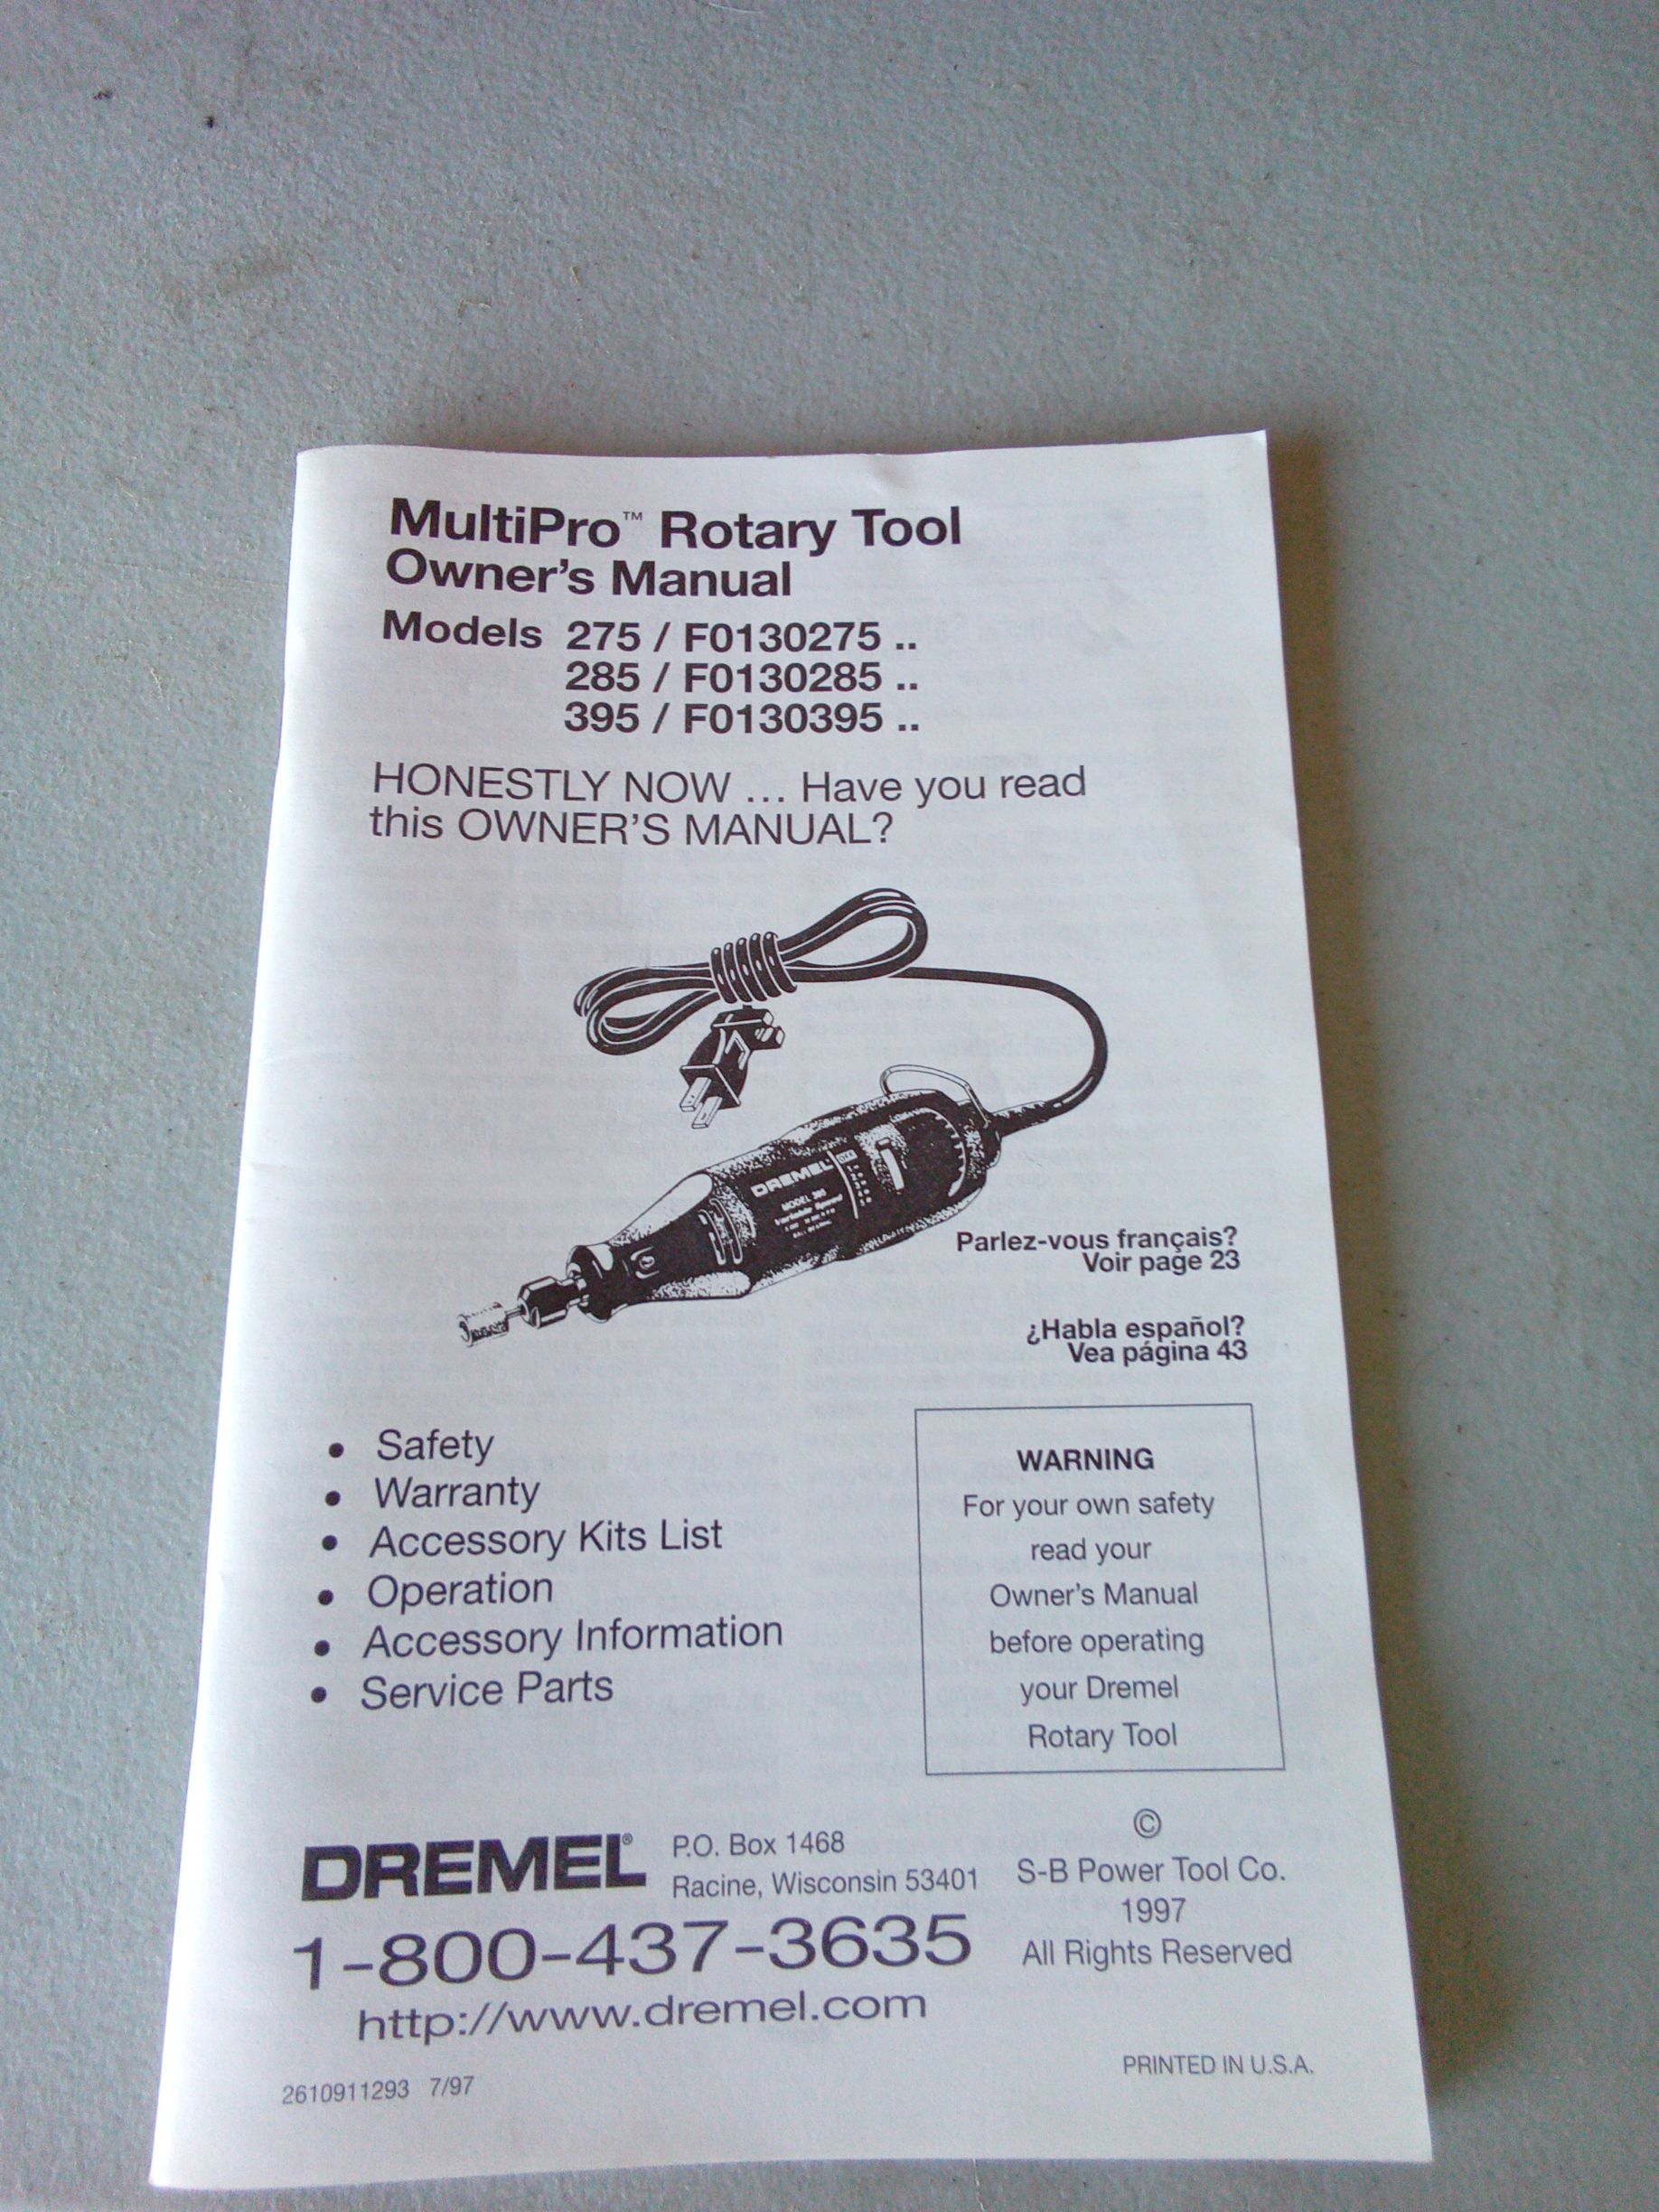 MultiPro™ Rotary Tool
Owner's Manual
Models 275 / F0130275 ..
285 / F0130285 ..
395 / F0130395 ..
HONESTLY NOW ... Have you read
this OWNER'S MANUAL?
DREMEL
MODEL 395
Variable Speed
Parlez-vous français?
Voir page 23
¿Habla español?
Vea página 43
• Safety
• Warranty
• Accessory Kits List
• Operation
• Accessory Information
• Service Parts
WARNING
For your own safety
read your
Owner's Manual
before operating
your Dremel
Rotary Tool
DREMEL®
P.O. Box 1468
Racine, Wisconsin 53401
1-800-437-3635
http://www.dremel.com
©
S-B Power Tool Co.
1997
All Rights Reserved
2610911293 7/97
PRINTED IN U.S.A.